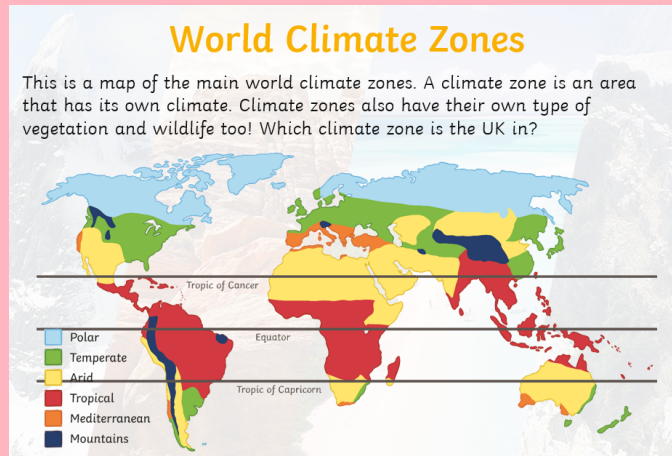 World Climate Zones
This is a map of the main world climate zones. A climate zone is an area
that has its own climate. Climate zones also have their own type of
vegetation and wildlife too! Which climate zone is the UK in?
Tropic of Cancer
Equator
Tropic of Capricorn
Polar
Temperate
Arid
Tropical
Mediterranean
Mountains